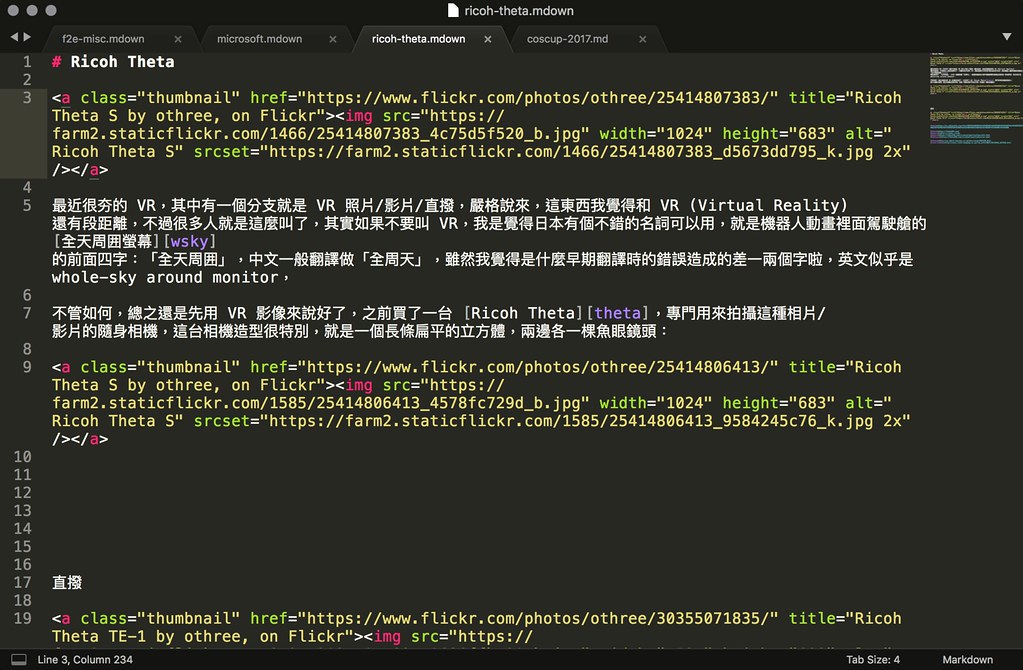 ricoh-theta.mdown
f2e-misc.mdown
microsoft.mdown
ricoh-theta.mdown
coscup-2017.md
1 # Ricoh Theta
2
3 <a class="thumbnail" href="https://www.flickr.com/photos/othree/25414807383/" title="Ricoh
Theta S by othree, on Flickr"><img src="https://
farm2.staticflickr.com/1466/25414807383_4c75d5f520_b.jpg" width="1024" height="683" alt="
Ricoh Theta S" srcset="https://farm2.staticflickr.com/1466/25414807383_d5673dd795_k.jpg 2x"
/></a>
4
5 最近很夯的 VR，其中有一個分支就是 VR 照片/影片/直撥，嚴格說來，這東西我覺得和 VR (Virtual Reality)
還有段距離，不過很多人就是這麼叫了，其實如果不要叫 VR，我是覺得日本有個不錯的名詞可以用，就是機器人動畫裡面駕駛艙的
[全天周囲螢幕][wsky]
的前面四字：「全天周囲」，中文一般翻譯做「全周天」，雖然我覺得是什麼早期翻譯時的錯誤造成的差一兩個字啦，英文似乎是
whole-sky around monitor，
6
7 不管如何，總之還是先用 VR 影像來說好了，之前買了一台 [Ricoh Theta][theta]，專門用來拍攝這種相片/
影片的隨身相機，這台相機造型很特別，就是一個長條扁平的立方體，兩邊各一棵魚眼鏡頭：
8
9 <a class="thumbnail" href="https://www.flickr.com/photos/othree/25414806413/" title="Ricoh
Theta S by othree, on Flickr"><img src="https://
farm2.staticflickr.com/1585/25414806413_4578fc729d_b.jpg" width="1024" height="683" alt="
Ricoh Theta S" srcset="https://farm2.staticflickr.com/1585/25414806413_9584245c76_k.jpg 2x"
/></a>
10
11
12
13
14
15
16
17 直撥
18
19 <a class="thumbnail" href="https://www.flickr.com/photos/othree/30355071835/" title="Ricoh
Theta TE-1 by othree, on Flickr"><img src="https://
Line 3, Column 234
Tab Size: 4
Markdown